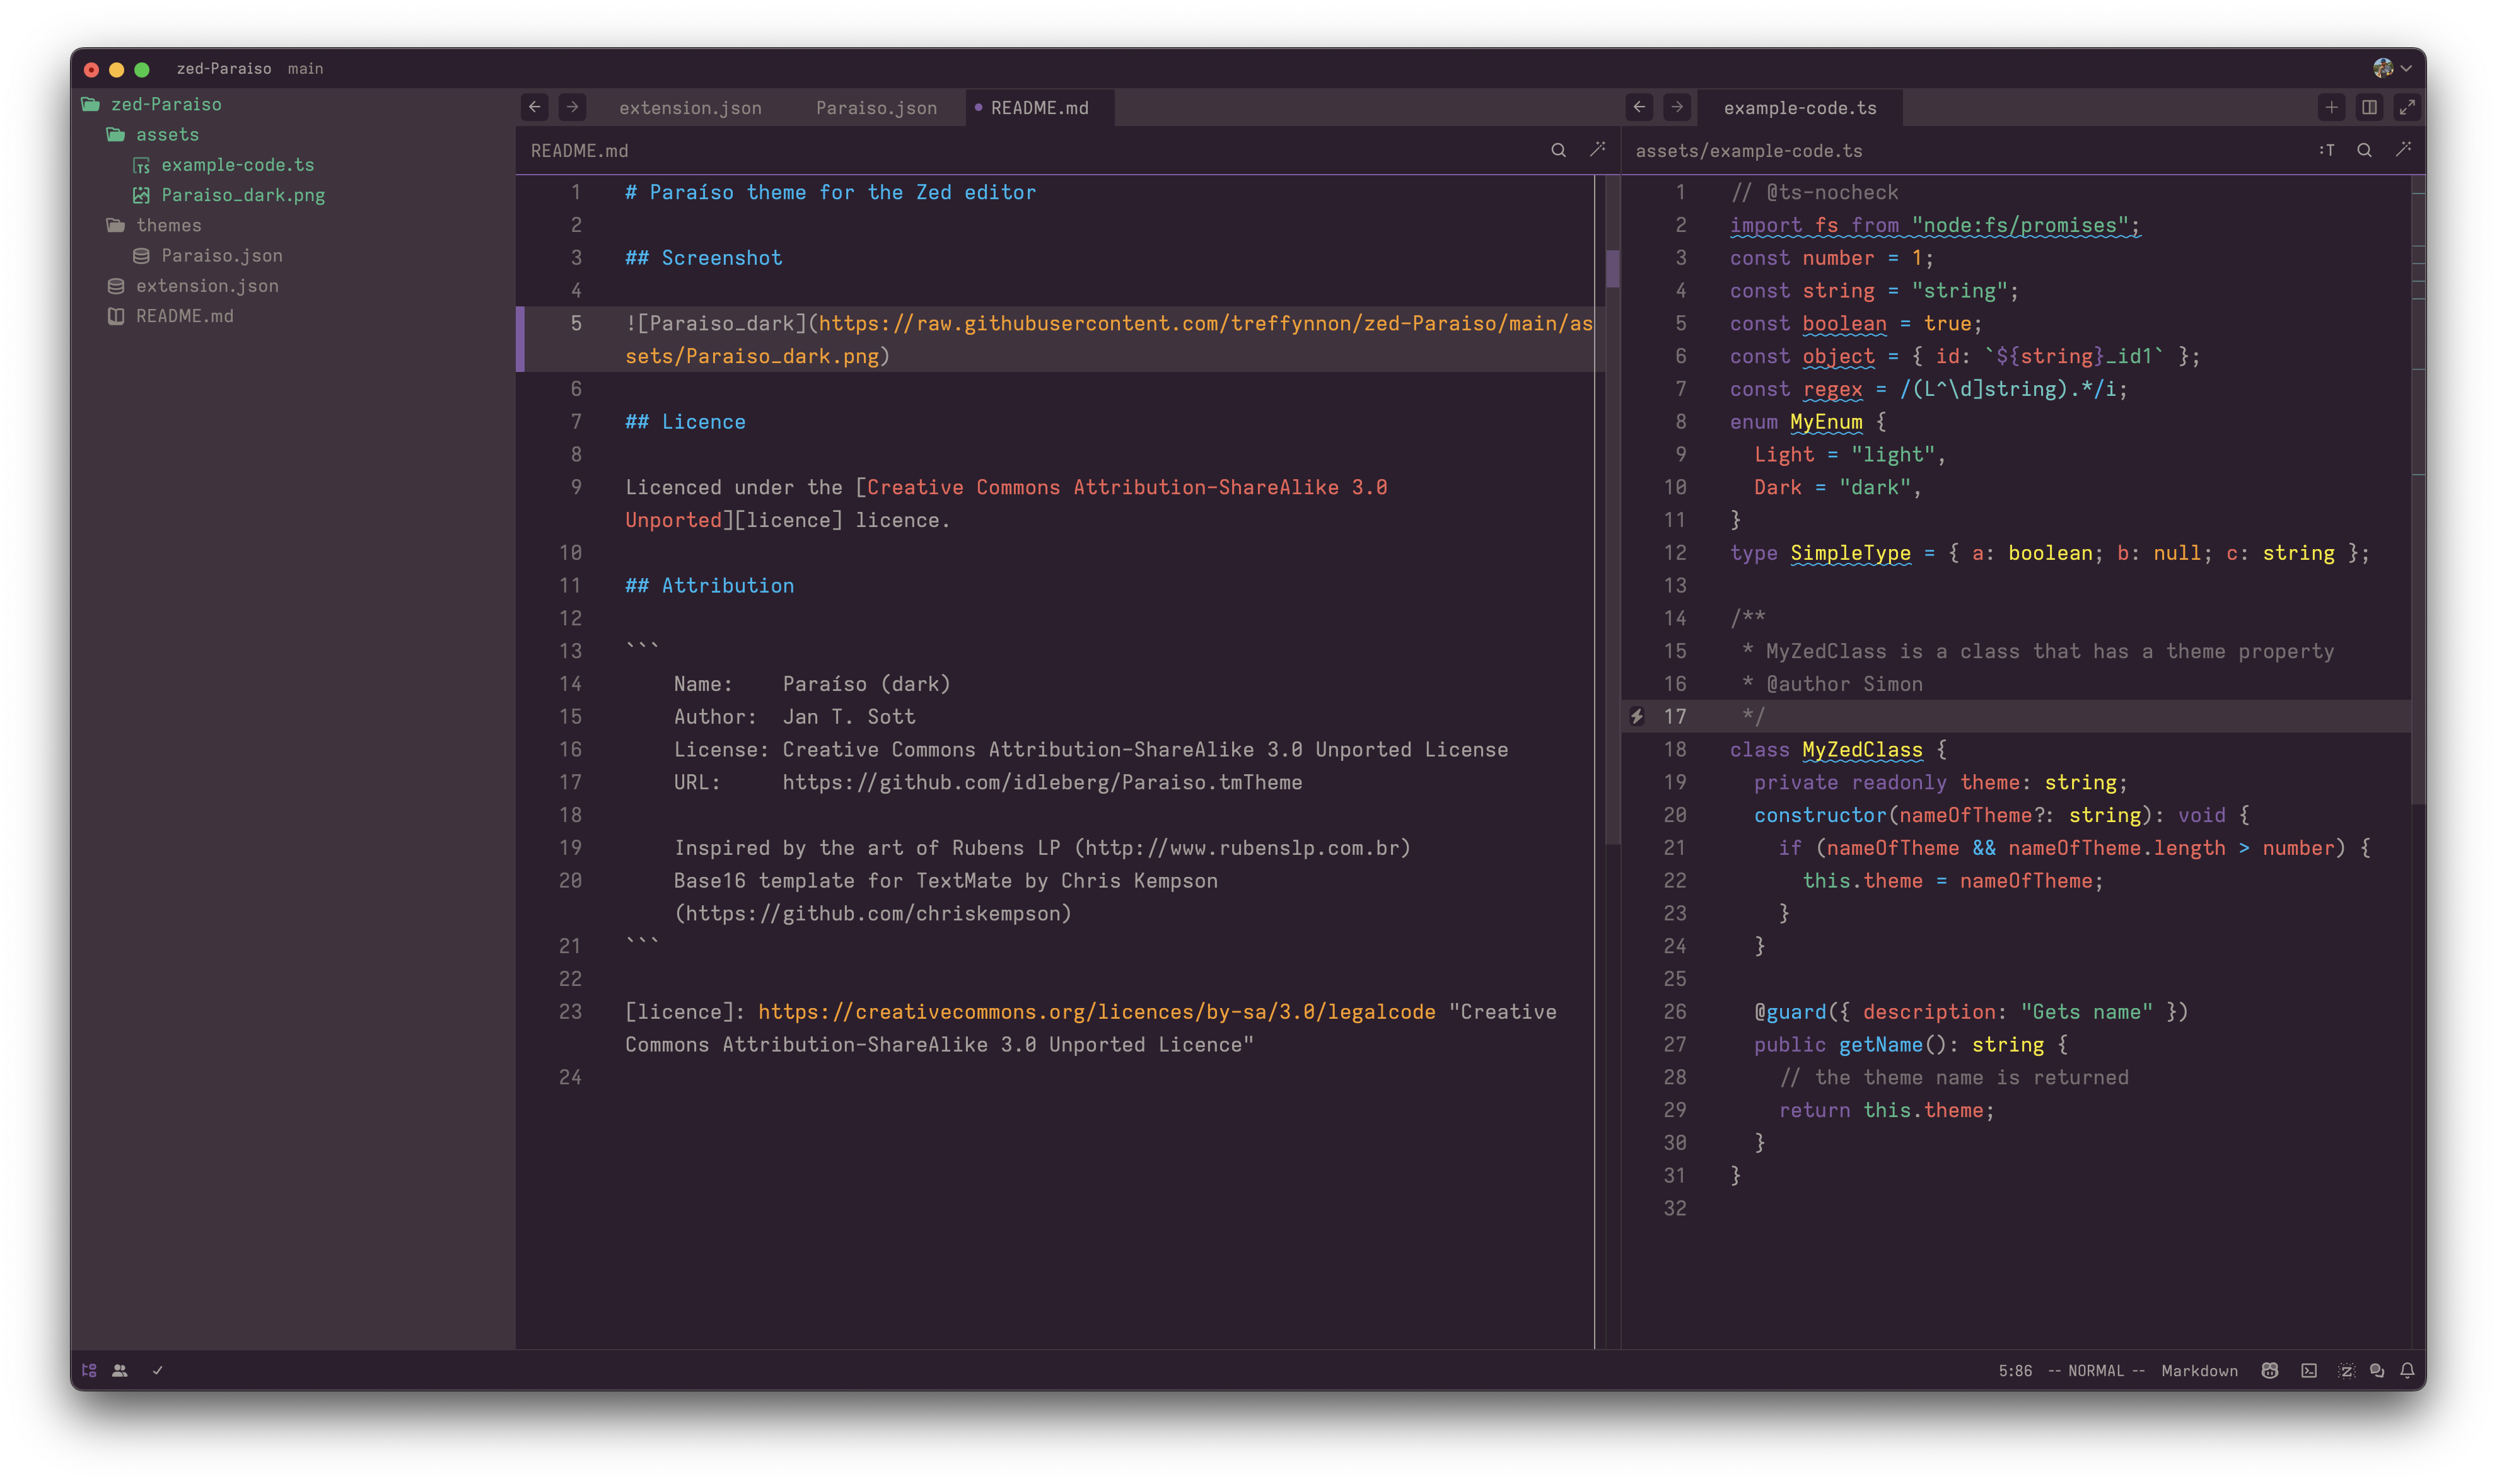 zed-Paraiso main
zed-Paraiso
assets
example-code.ts
Paraiso_dark.png
themes
Paraiso.json
extension.json
README.md
extension.json Paraiso.json README.md
README.md
1 # Paraíso theme for the Zed editor
2
3 ## Screenshot
4
5 ![Paraiso_dark](https://raw.githubusercontent.com/treffynnon/zed-Paraiso/main/as
sets/Paraiso_dark.png)
6
7 ## Licence
8
9 Licenced under the [Creative Commons Attribution-ShareAlike 3.0
Unported][licence] licence.
10
11 ## Attribution
12
13 ```
14 Name: Paraíso (dark)
15 Author: Jan T. Sott
16 License: Creative Commons Attribution-ShareAlike 3.0 Unported License
17 URL: https://github.com/idleberg/Paraiso.tmTheme
18
19 Inspired by the art of Rubens LP (http://www.rubenslp.com.br)
20 Base16 template for TextMate by Chris Kempson
(https://github.com/chriskempson)
21 ```
22
23 [licence]: https://creativecommons.org/licences/by-sa/3.0/legalcode "Creative
Commons Attribution-ShareAlike 3.0 Unported Licence"
24
example-code.ts
assets/example-code.ts :T
1 // @ts-nocheck
2 import fs from "node:fs/promises";
3 const number = 1;
4 const string = "string";
5 const boolean = true;
6 const object = { id: `${string}_id1` };
7 const regex = /(L^\d]string).*/i;
8 enum MyEnum {
9 Light = "light",
10 Dark = "dark",
11 }
12 type SimpleType = { a: boolean; b: null; c: string };
13
14 /**
15 * MyZedClass is a class that has a theme property
16 * @author Simon
17 */
18 class MyZedClass {
19 private readonly theme: string;
20 constructor(nameOfTheme?: string): void {
21 if (nameOfTheme && nameOfTheme.length > number) {
22 this.theme = nameOfTheme;
23 }
24 }
25
26 @guard({ description: "Gets name" })
27 public getName(): string {
28 // the theme name is returned
29 return this.theme;
30 }
31 }
32
5:86 -- NORMAL -- Markdown